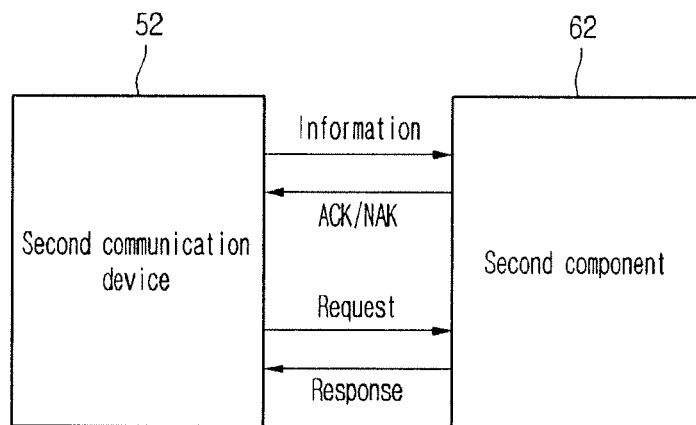 52
62
Information
ACK/NAK
Second communication
device
Second component
Request
Response